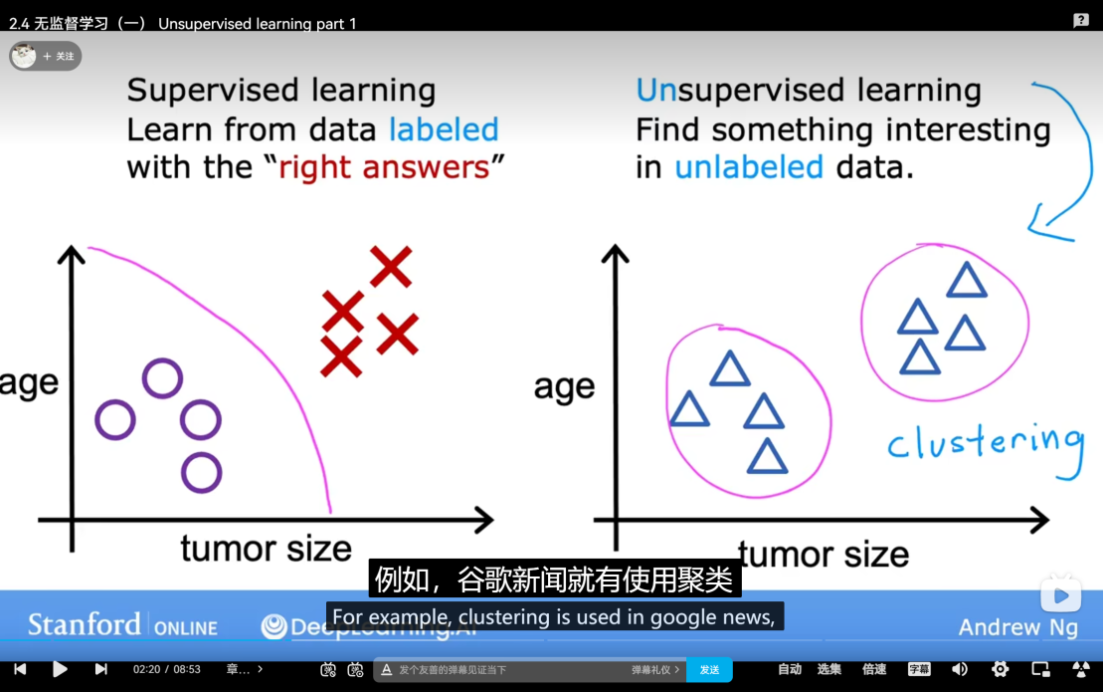 2.4 无监督学习（一） Unsupervised learning part 1
+ 关注
Supervised learning
Learn from data labeled
with the “right answers”
Unsupervised learning
Find something interesting
in unlabeled data.
age
tumor size
age
clustering
tumor size
例如，谷歌新闻就有使用聚类
For example, clustering is used in google news,
Stanford ONLINE
DeepLearning.AI
Andrew Ng
02:20 / 08:53
章...
发个友善的弹幕见证当下
弹幕礼仪
发送
自动
选集
倍速
字幕